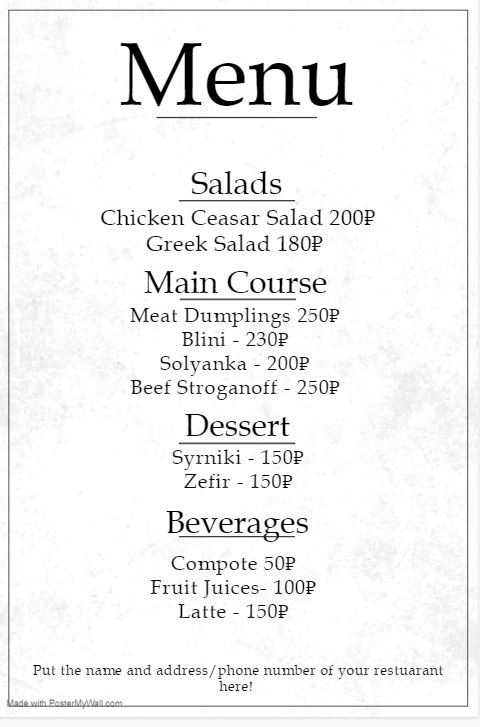 Menu
Salads
Chicken Ceasar Salad 200₽
Greek Salad 180₽
Main Course
Meat Dumplings 250₽
Blini - 230₽
Solyanka - 200₽
Beef Stroganoff - 250₽
Dessert
Syrniki - 150₽
Zefir - 150₽
Beverages
Compote 50₽
Fruit Juices- 100₽
Latte - 150₽
Put the name and address/phone number of your restuarant
here!
Made with PosterMyWall.com